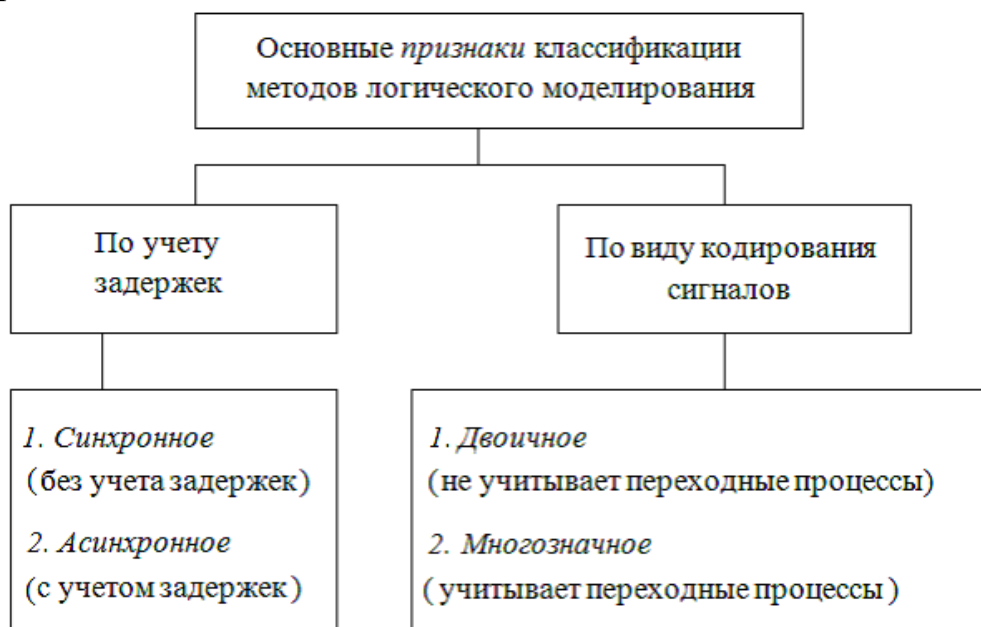 Основные признаки классификации
методов логического моделирования
По учету
задержек
По виду кодирования
сигналов
1. Синхронное
(без учета задержек)
2. Асинхронное
(с учетом задержек)
1. Двоичное
(не учитывает переходные процессы)
2. Многозначное
( учитывает переходные процессы )